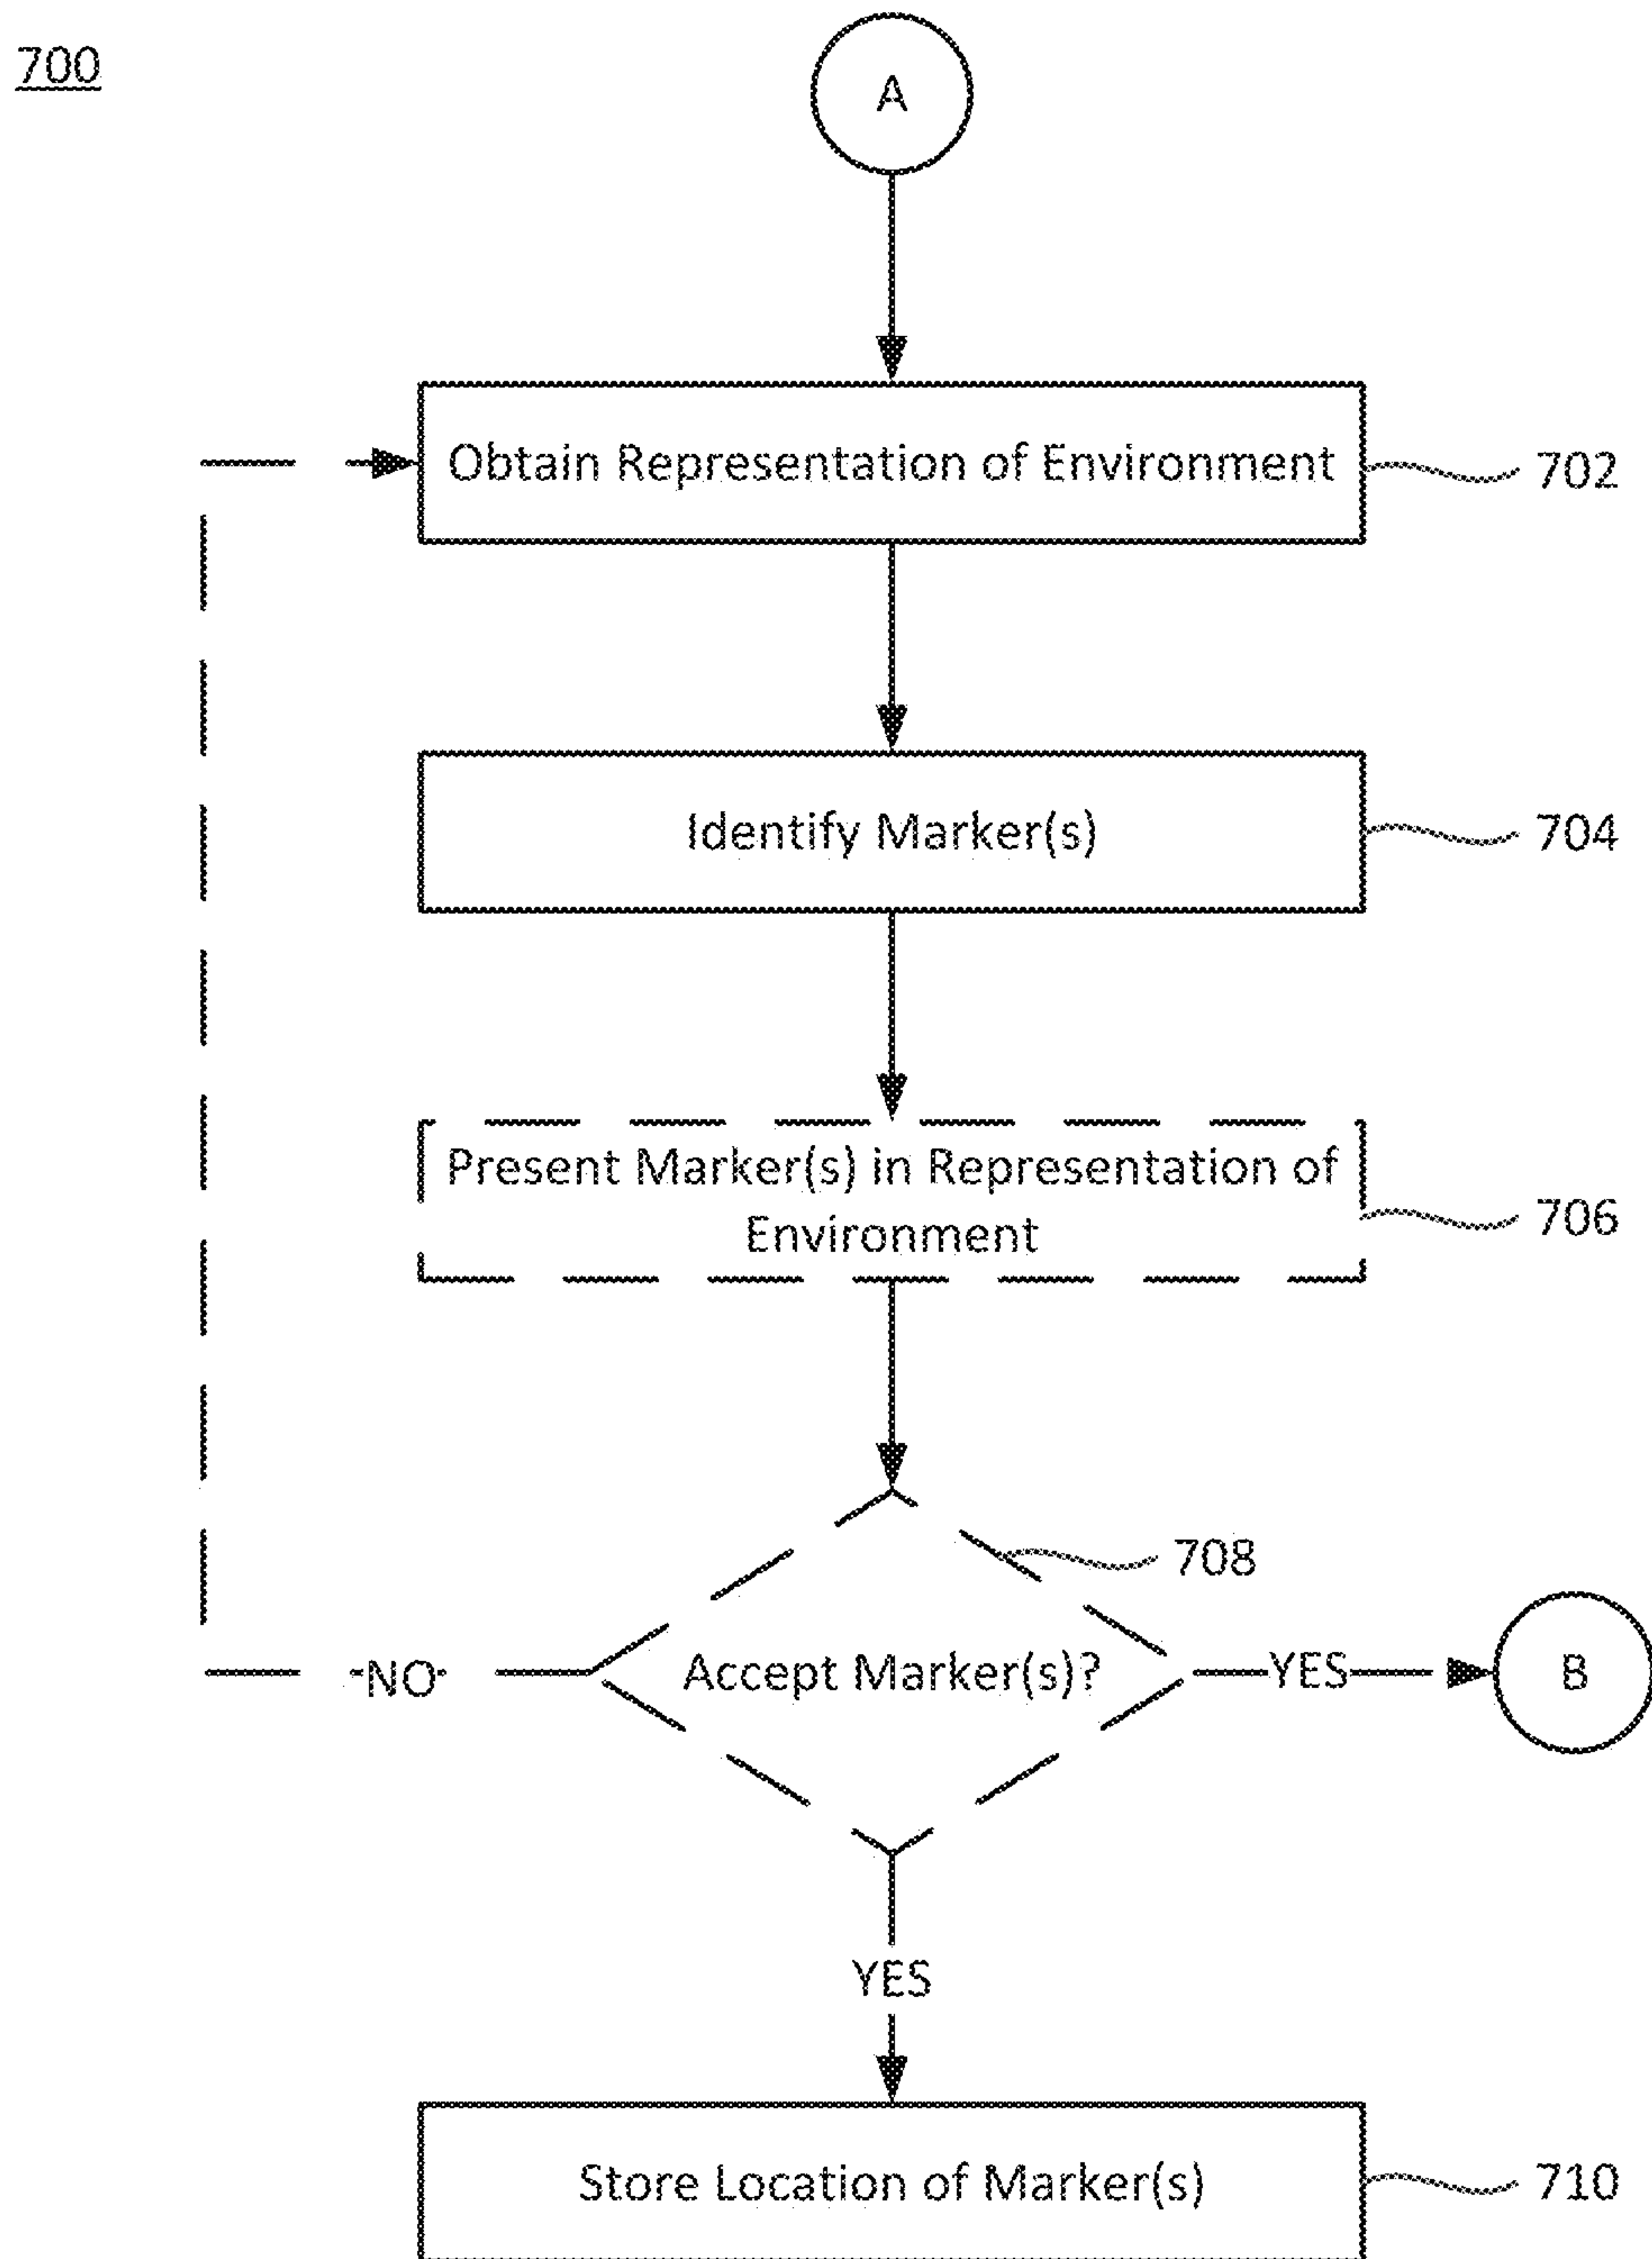 700
A
Obtain Representation of Environment
702
Identify Marker(s)
704
Present Marker(s) in Representation of
Environment
706
708
Accept Marker(s)?
NO
YES
B
YES
Store Location of Marker(s)
710